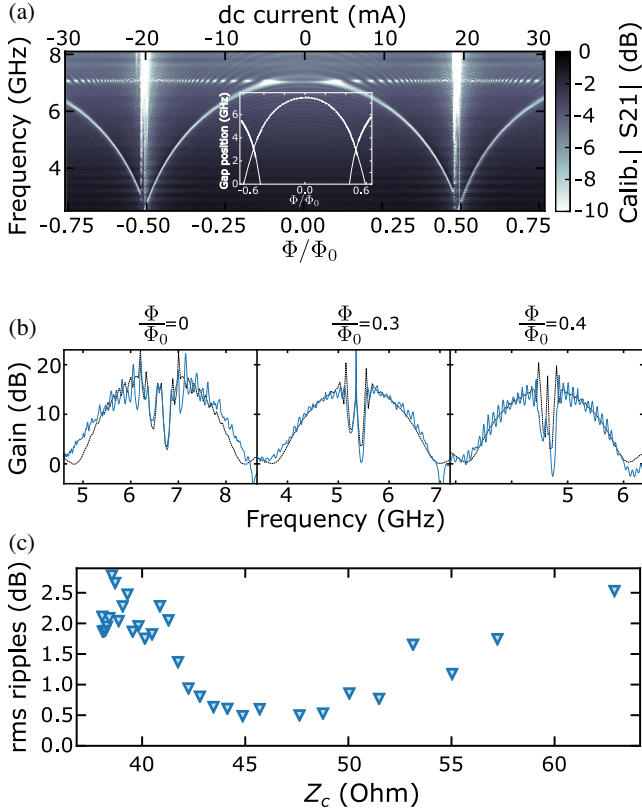 (a)
dc current (mA)
−30 −20 −10 0 10 20 30
Frequency (GHz)
6
4
Gap position (GHz)
6
4
2
0
−0.6 0.0 0.6
Φ/Φ0
−0.75 −0.50 −0.25 0.00 0.25 0.50 0.75
Φ/Φ0
0
−2
−4
−6
−8
−10
Calib.| S21| (dB)
(b)
Φ/Φ0=0
Φ/Φ0=0.3
Φ/Φ0=0.4
Gain (dB)
20
10
0
5 6 7 8
4 5 6 7
5 6
Frequency (GHz)
(c)
rms ripples (dB)
2.5
2.0
1.5
1.0
0.5
0.0
40 45 50 55 60
Zc (Ohm)